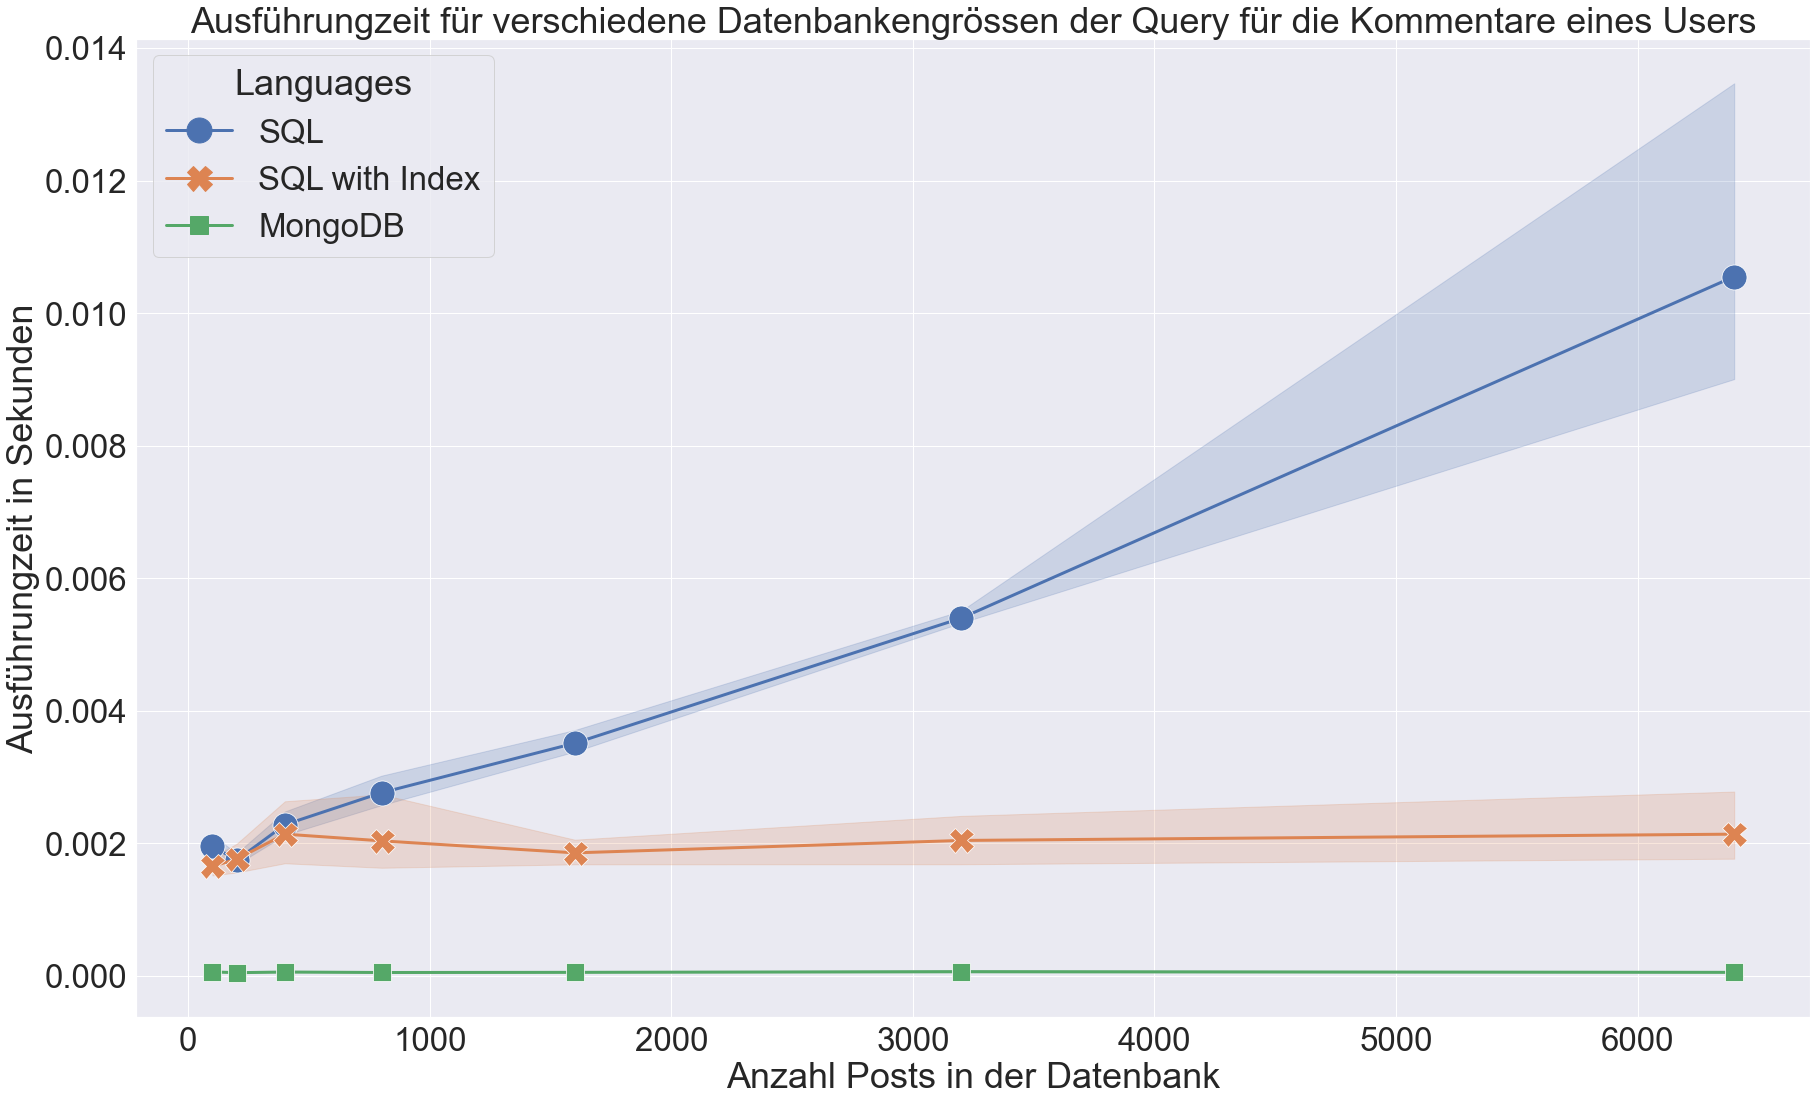 Ausführungzeit für verschiedene Datenbankengrössen der Query für die Kommentare eines Users
Languages
SQL
SQL with Index
MongoDB
Ausführungzeit in Sekunden
0.014
0.012
0.010
0.008
0.006
0.004
0.002
0.000
0 1000 2000 3000 4000 5000 6000
Anzahl Posts in der Datenbank